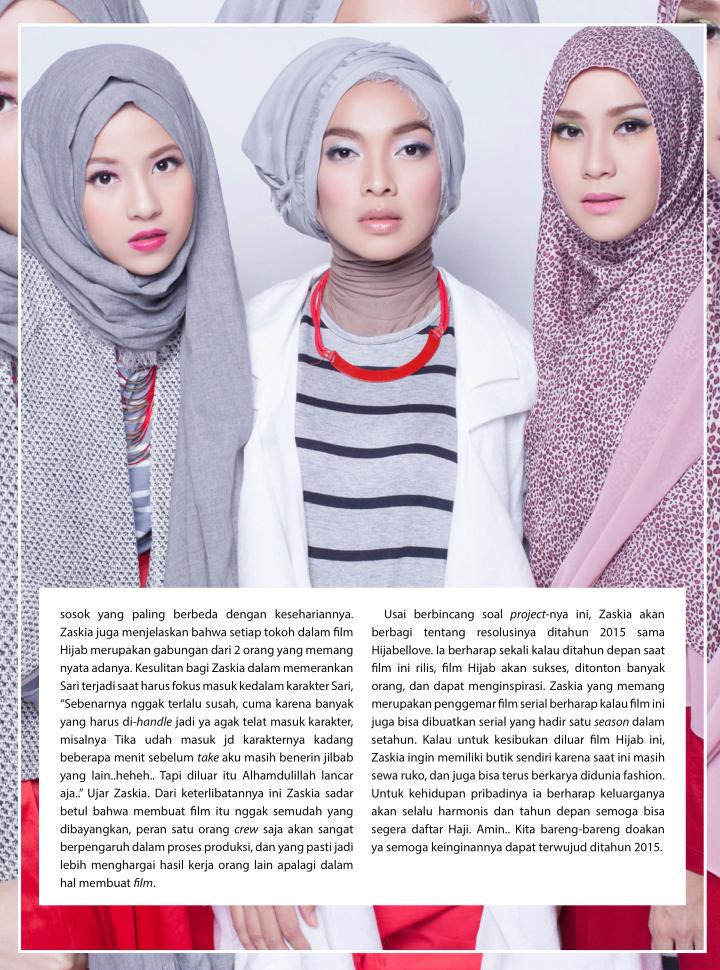 sosok yang paling berbeda dengan kesehariannya.
Zaskia juga menjelaskan bahwa setiap tokoh dalam film
Hijab merupakan gabungan dari 2 orang yang memang
nyata adanya. Kesulitan bagi Zaskia dalam memerankan
Sari terjadi saat harus fokus masuk kedalam karakter Sari,
“Sebenarnya nggak terlalu susah, cuma karena banyak
yang harus di-handle jadi ya agak telat masuk karakter,
misalnya Tika udah masuk jd karakternya kadang
beberapa menit sebelum take aku masih benerin jilbab
yang lain..heheh.. Tapi diluar itu Alhamdulillah lancar
aja..” Ujar Zaskia. Dari keterlibatannya ini Zaskia sadar
betul bahwa membuat film itu nggak semudah yang
dibayangkan, peran satu orang crew saja akan sangat
berpengaruh dalam proses produksi, dan yang pasti jadi
lebih menghargai hasil kerja orang lain apalagi dalam
hal membuat film.
Usai berbincang soal project-nya ini, Zaskia akan
berbagi tentang resolusinya ditahun 2015 sama
Hijabellove. Ia berharap sekali kalau ditahun depan saat
film ini rilis, film Hijab akan sukses, ditonton banyak
orang, dan dapat menginspirasi. Zaskia yang memang
merupakan penggemar film serial berharap kalau film ini
juga bisa dibuatkan serial yang hadir satu season dalam
setahun. Kalau untuk kesibukan diluar film Hijab ini,
Zaskia ingin memiliki butik sendiri karena saat ini masih
sewa ruko, dan juga bisa terus berkarya didunia fashion.
Untuk kehidupan pribadinya ia berharap keluarganya
akan selalu harmonis dan tahun depan semoga bisa
segera daftar Haji. Amin.. Kita bareng-bareng doakan
ya semoga keinginannya dapat terwujud ditahun 2015.